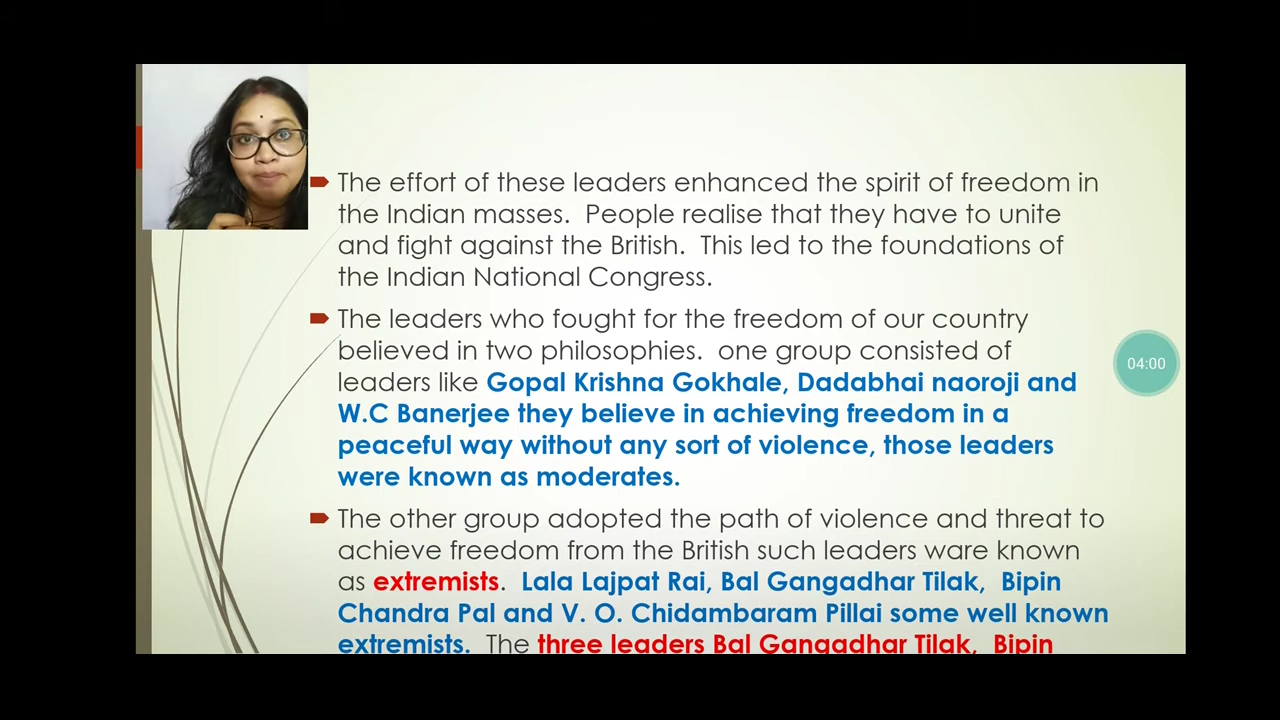 The effort of these leaders enhanced the spirit of freedom in
the Indian masses.  People realise that they have to unite
and fight against the British.  This led to the foundations of
the Indian National Congress.
The leaders who fought for the freedom of our country
believed in two philosophies.  one group consisted of
leaders like Gopal Krishna Gokhale, Dadabhai naoroji and
W.C Banerjee they believe in achieving freedom in a
peaceful way without any sort of violence, those leaders
were known as moderates.
04:00
The other group adopted the path of violence and threat to
achieve freedom from the British such leaders ware known
as extremists.  Lala Lajpat Rai, Bal Gangadhar Tilak,  Bipin
Chandra Pal and V. O. Chidambaram Pillai some well known
extremists.  The three leaders Bal Gangadhar Tilak,  Bipin